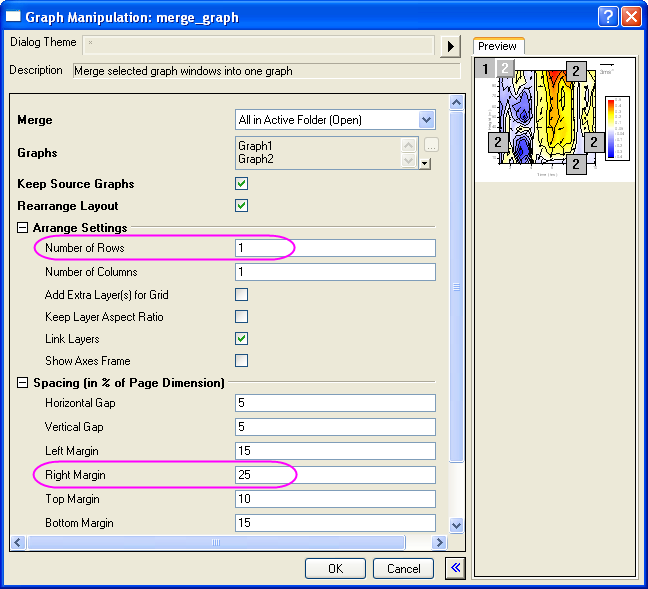 Graph Manipulation: merge_graph
Dialog Theme *
Description Merge selected graph windows into one graph
Merge All in Active Folder (Open)
Graphs Graph1
Graph2
Keep Source Graphs
Rearrange Layout
Arrange Settings
Number of Rows 1
Number of Columns 1
Add Extra Layer(s) for Grid
Keep Layer Aspect Ratio
Link Layers
Show Axes Frame
Spacing (in % of Page Dimension)
Horizontal Gap 5
Vertical Gap 5
Left Margin 15
Right Margin 25
Top Margin 10
Bottom Margin 15
OK Cancel
Preview
1 2 2
2 2
2